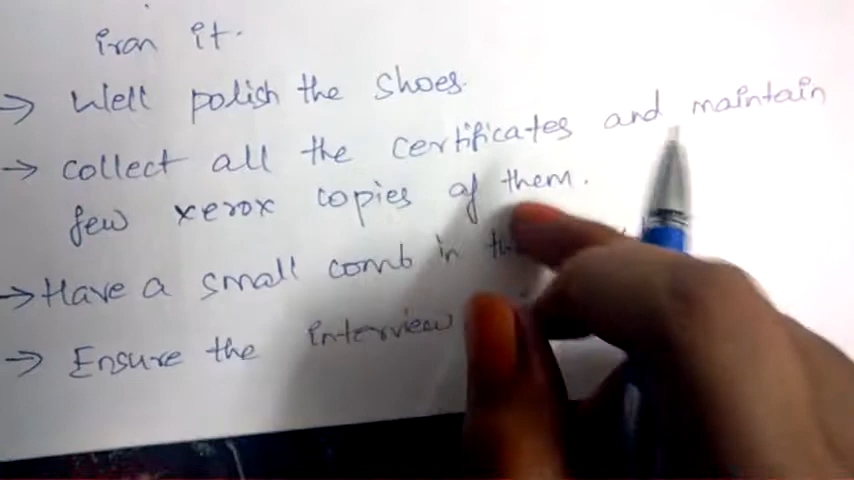 iron it.
→ Well polish the shoes.
→ collect all the certificates and maintain
few xerox copies of them.
→ Have a small comb in
→ Ensure the interview